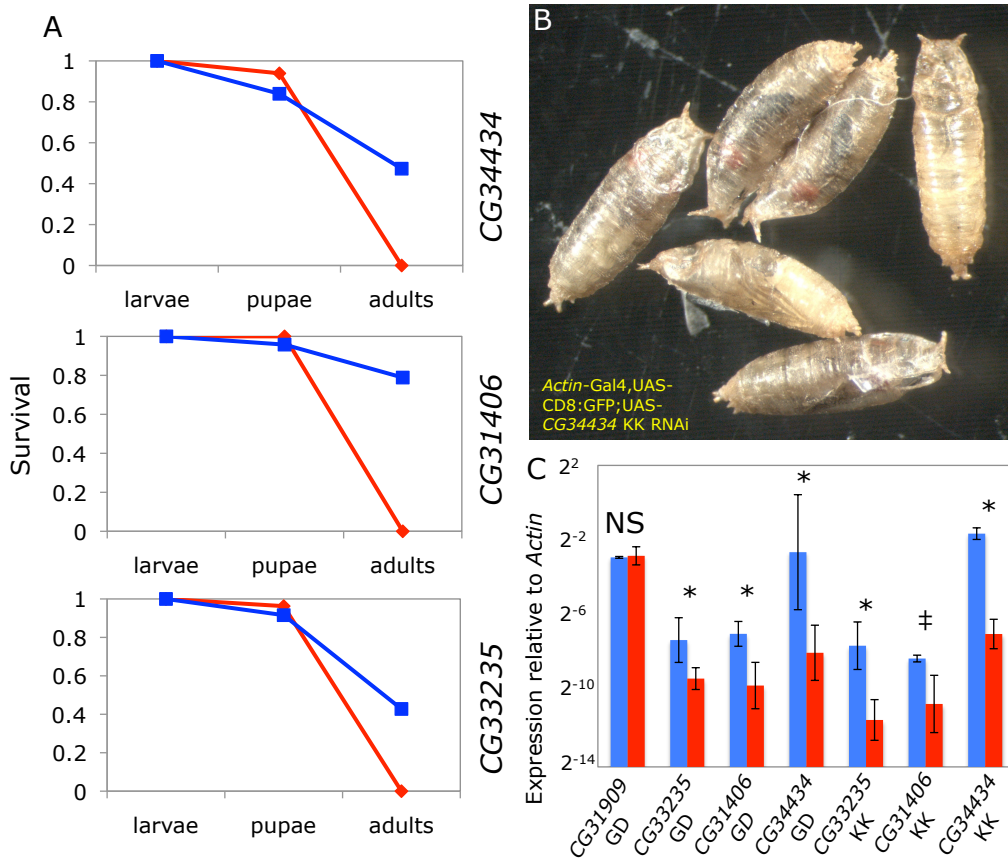 A
1
0.8
0.6
0.4
0.2
0
larvae pupae adults
CG34434
1
0.8
0.6
0.4
0.2
0
larvae pupae adults
CG31406
Survival
1
0.8
0.6
0.4
0.2
0
larvae pupae adults
CG33235
B
Actin-Gal4,UAS-
CD8:GFP;UAS-
CG34434 KK RNAi
C
Expression relative to Actin
2²
2⁻²
2⁻⁶
2⁻¹⁰
2⁻¹⁴
NS
*
*
*
*
‡
*
CG31909
GD
CG33235
GD
CG31406
GD
CG34434
GD
CG33235
KK
CG31406
KK
CG34434
KK